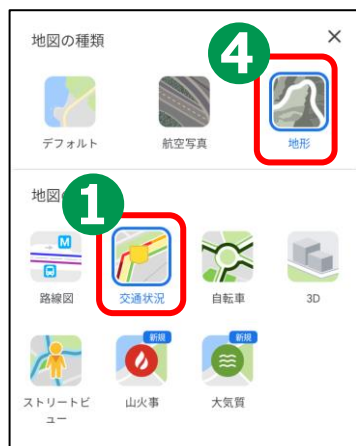 地図の種類
×
4
デフォルト
航空写真
地形
地図の
1
M
路線図
交通状況
自転車
3D
新規
新規
ストリートビ
ュー
山火事
大気質